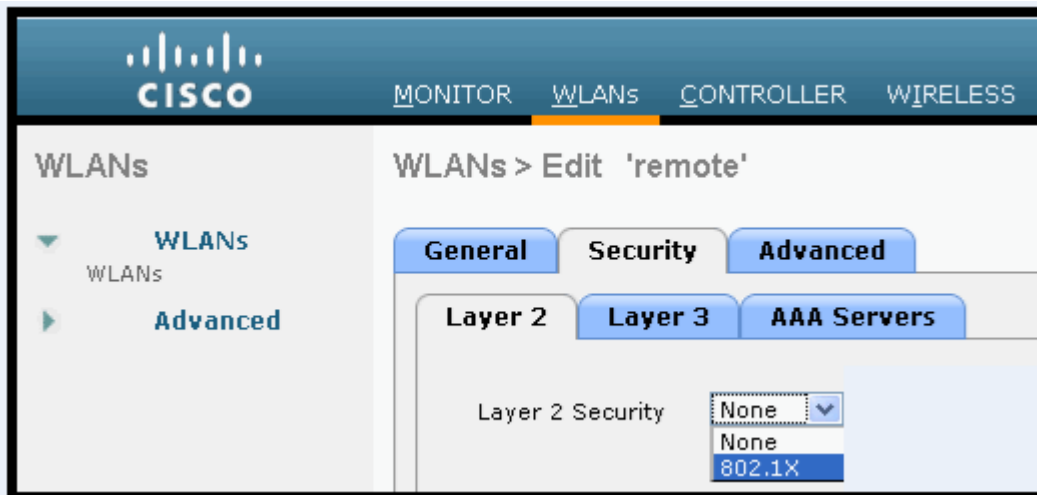 CISCO
MONITOR WLANs CONTROLLER WIRELESS
WLANs
WLANs > Edit 'remote'
WLANs
WLANs
Advanced
General Security Advanced
Layer 2 Layer 3 AAA Servers
Layer 2 Security None
None
802.1X